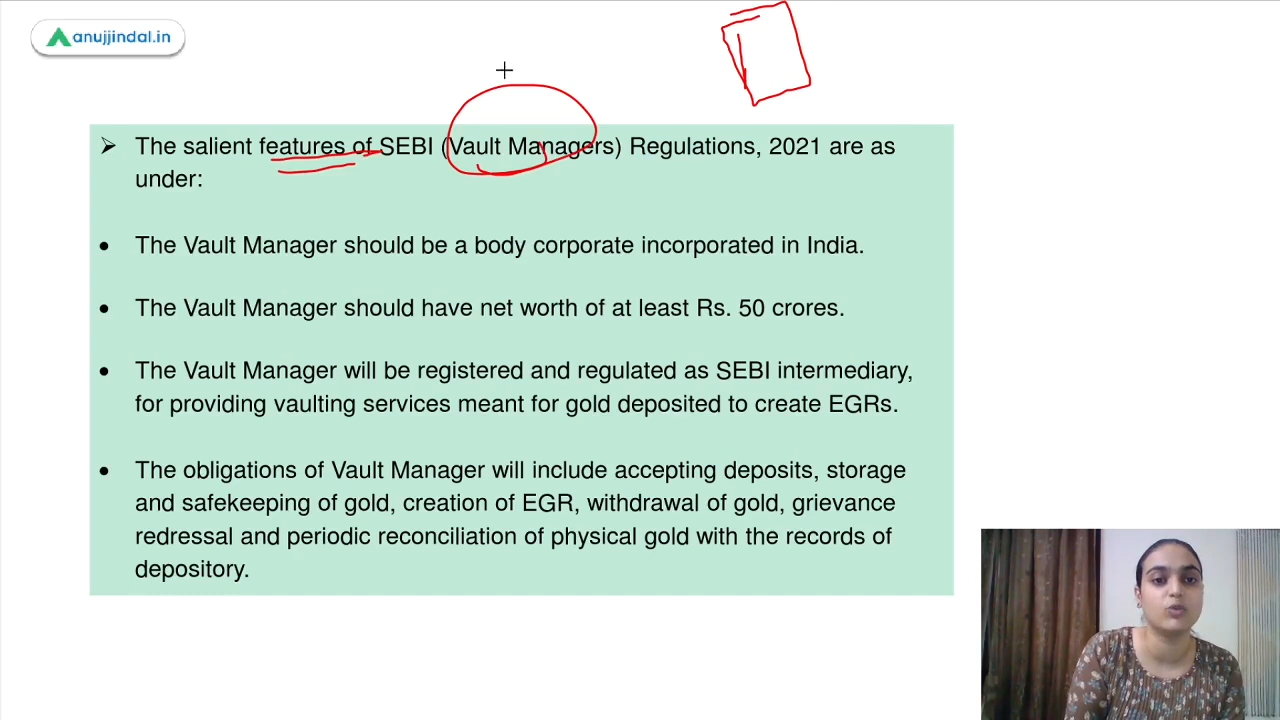 anujjindal.in
➢ The salient features of SEBI (Vault Managers) Regulations, 2021 are as
under:
• The Vault Manager should be a body corporate incorporated in India.
• The Vault Manager should have net worth of at least Rs. 50 crores.
• The Vault Manager will be registered and regulated as SEBI intermediary,
for providing vaulting services meant for gold deposited to create EGRs.
• The obligations of Vault Manager will include accepting deposits, storage
and safekeeping of gold, creation of EGR, withdrawal of gold, grievance
redressal and periodic reconciliation of physical gold with the records of
depository.